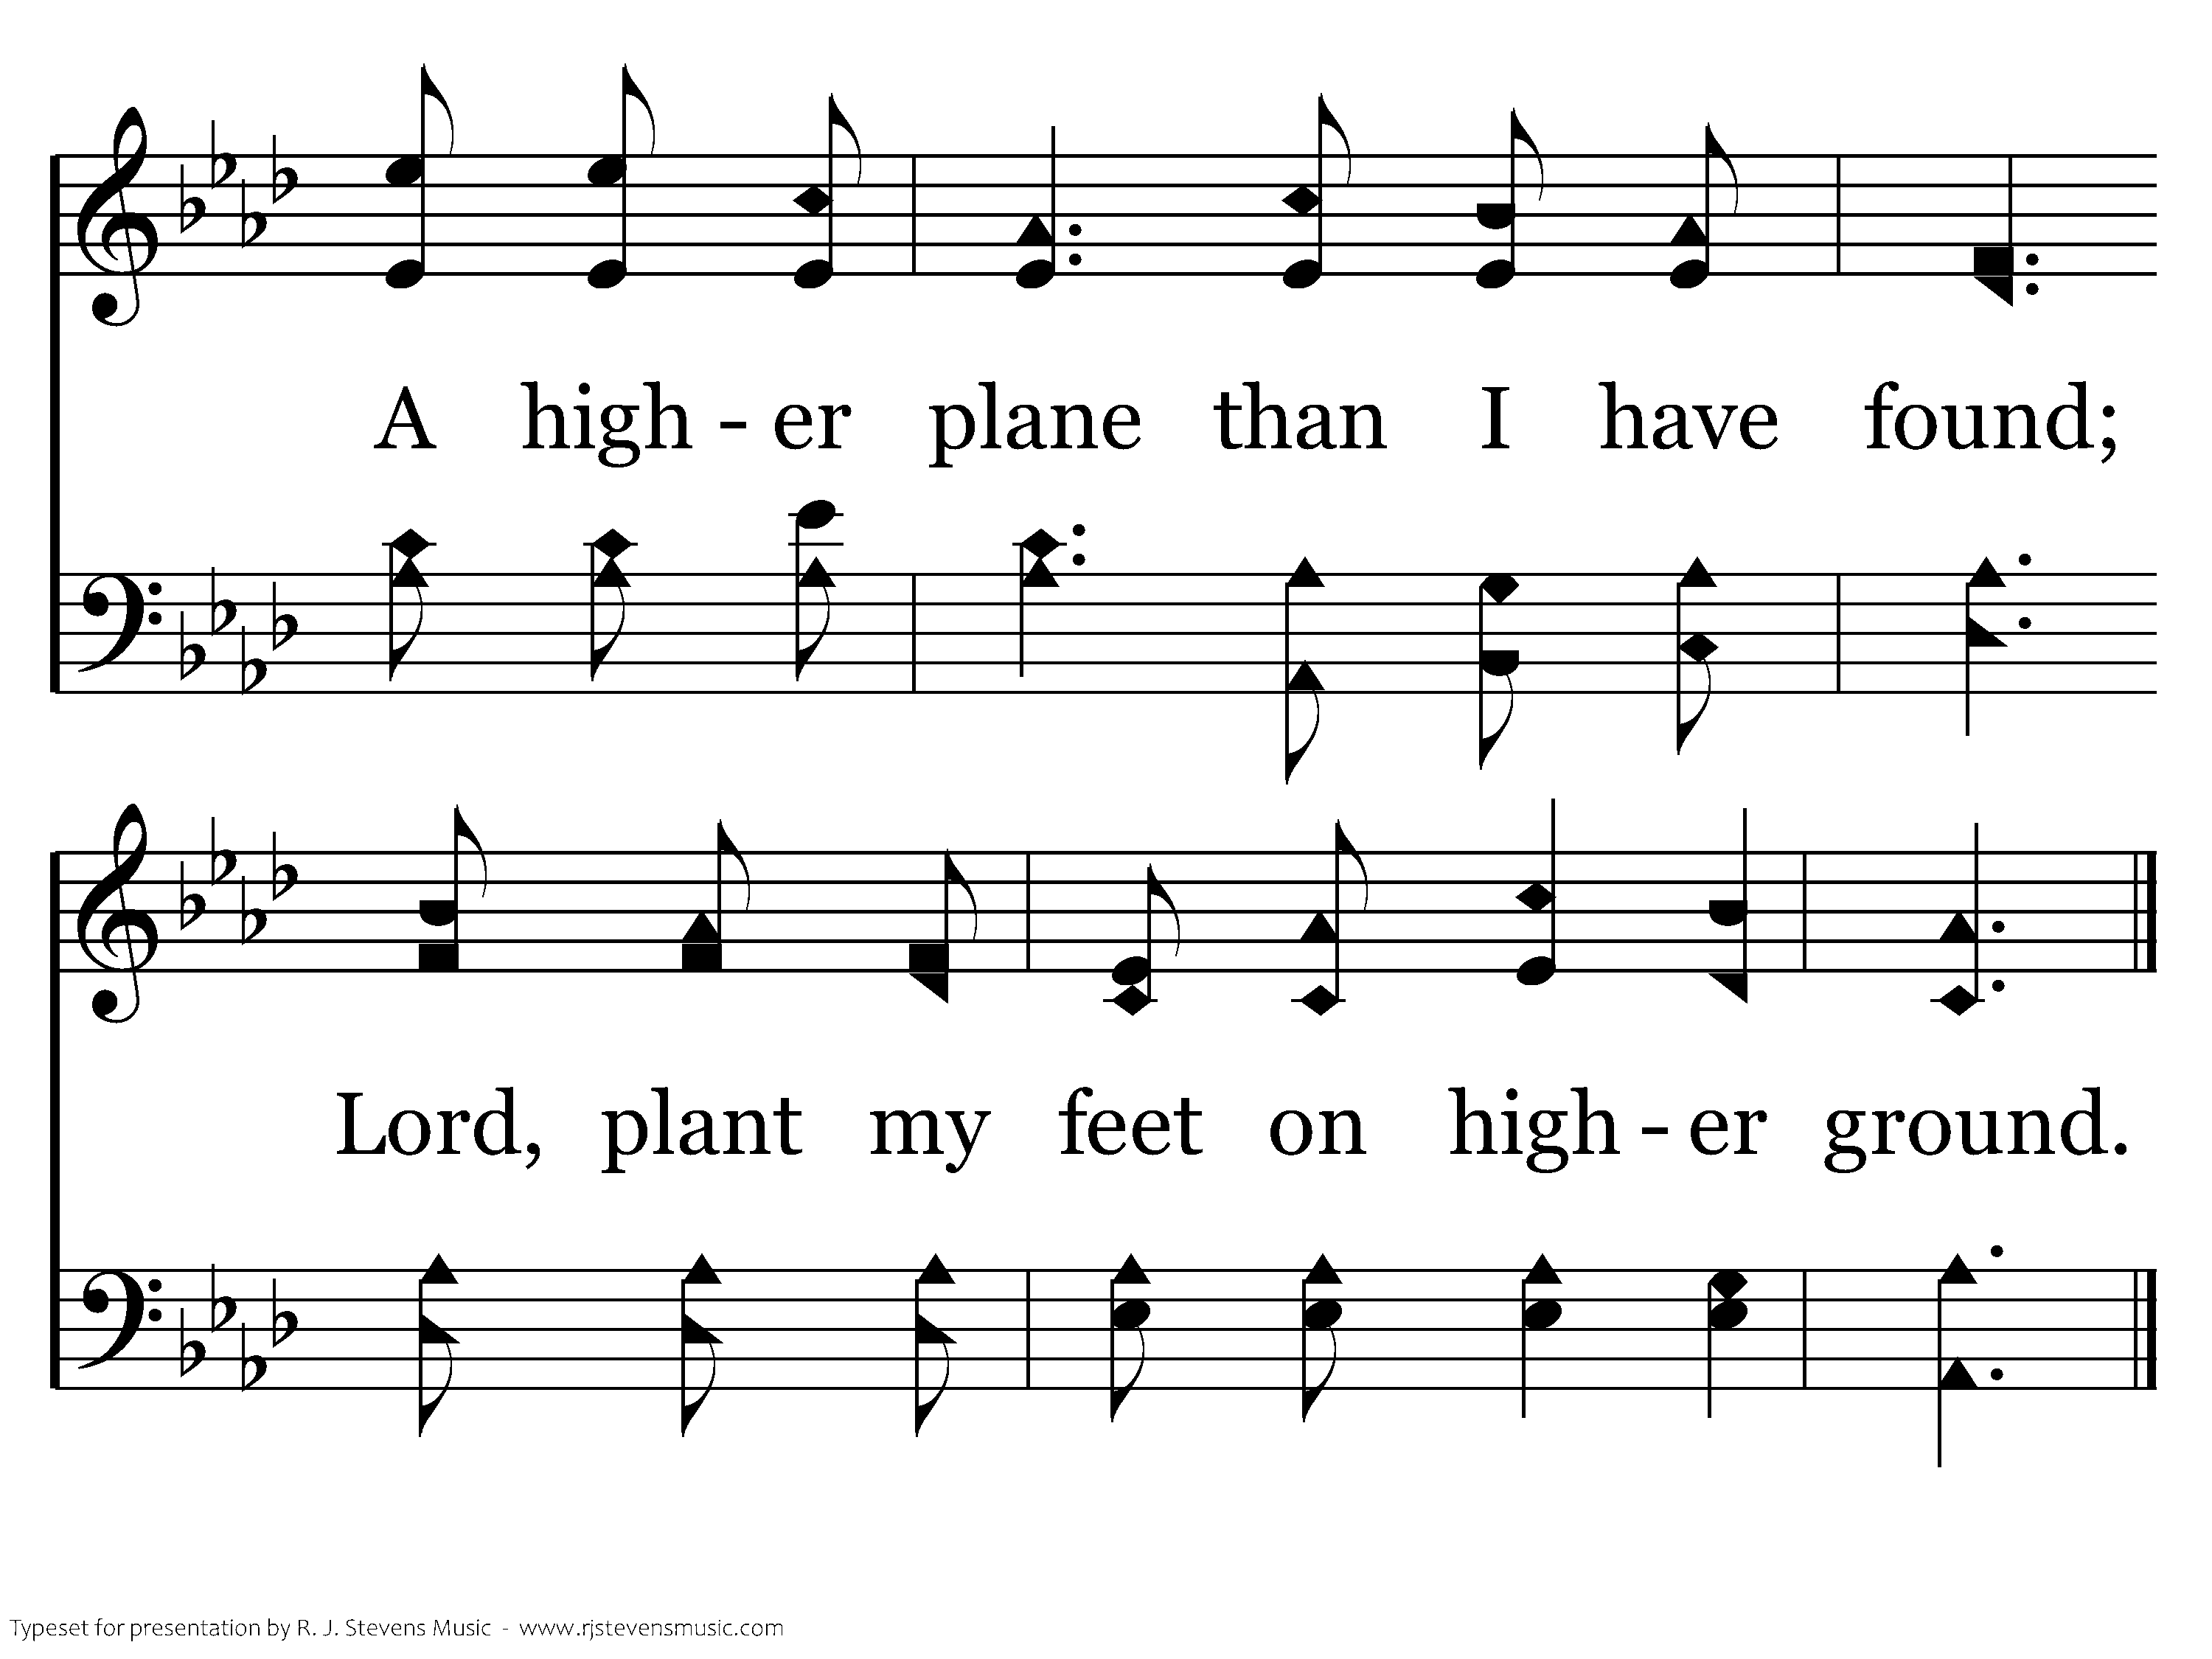 A high - er plane than I have found;
Lord, plant my feet on high - er ground.
Typeset for presentation by R. J. Stevens Music - www.rjstevensmusic.com